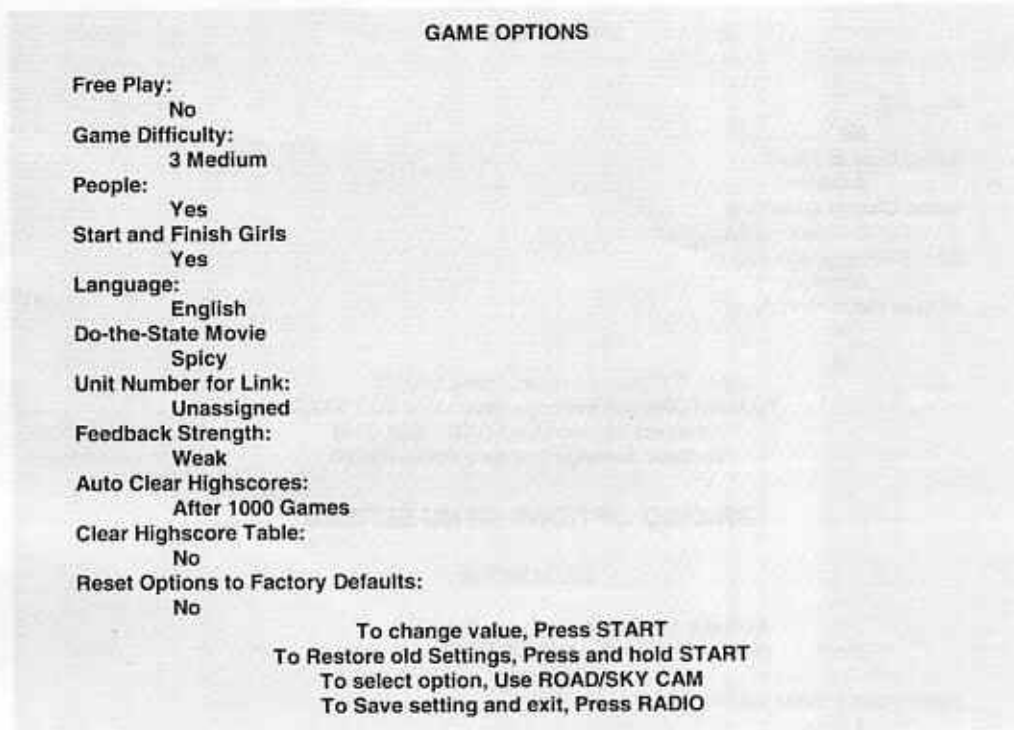 GAME OPTIONS
Free Play:
No
Game Difficulty:
3 Medium
People:
Yes
Start and Finish Girls
Yes
Language:
English
Do-the-State Movie
Spicy
Unit Number for Link:
Unassigned
Feedback Strength:
Weak
Auto Clear Highscores:
After 1000 Games
Clear Highscore Table:
No
Reset Options to Factory Defaults:
No
To change value, Press START
To Restore old Settings, Press and hold START
To select option, Use ROAD/SKY CAM
To Save setting and exit, Press RADIO